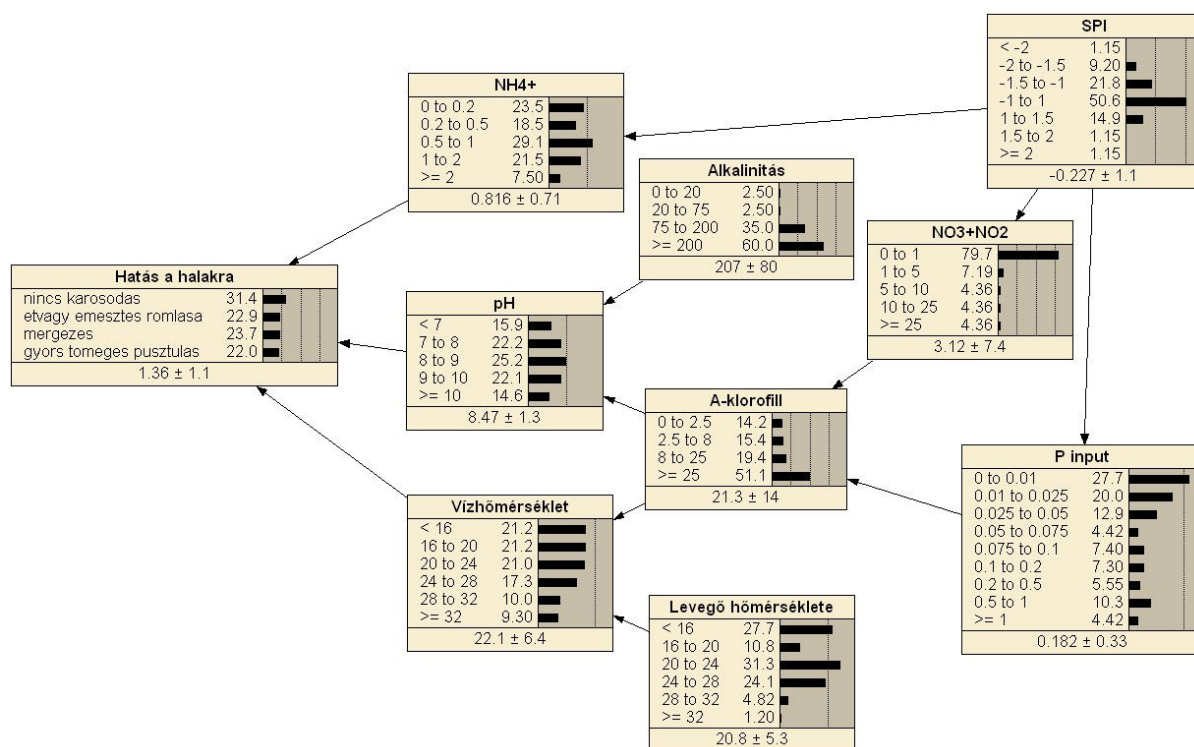 SPI
< -2 1.15
-2 to -1.5 9.20
-1.5 to -1 21.8
-1 to 1 50.6
1 to 1.5 14.9
1.5 to 2 1.15
>= 2 1.15
-0.227 ± 1.1
NH4+
0 to 0.2 23.5
0.2 to 0.5 18.5
0.5 to 1 29.1
1 to 2 21.5
>= 2 7.50
0.816 ± 0.71
Alkalinitás
0 to 20 2.50
20 to 75 2.50
75 to 200 35.0
>= 200 60.0
207 ± 80
NO3+NO2
0 to 1 79.7
1 to 5 7.19
5 to 10 4.36
10 to 25 4.36
>= 25 4.36
3.12 ± 7.4
Hatás a halakra
nincs karosodas 31.4
etvagy emesztes romlasa 22.9
mergezes 23.7
gyors tomeges pusztulas 22.0
1.36 ± 1.1
pH
< 7 15.9
7 to 8 22.2
8 to 9 25.2
9 to 10 22.1
>= 10 14.6
8.47 ± 1.3
A-klorofill
0 to 2.5 14.2
2.5 to 8 15.4
8 to 25 19.4
>= 25 51.1
21.3 ± 14
P input
0 to 0.01 27.7
0.01 to 0.025 20.0
0.025 to 0.05 12.9
0.05 to 0.075 4.42
0.075 to 0.1 7.40
0.1 to 0.2 7.30
0.2 to 0.5 5.55
0.5 to 1 10.3
>= 1 4.42
0.182 ± 0.33
Vízhömérséklet
< 16 21.2
16 to 20 21.2
20 to 24 21.0
24 to 28 17.3
28 to 32 10.0
>= 32 9.30
22.1 ± 6.4
Levegö hömérséklete
< 16 27.7
16 to 20 10.8
20 to 24 31.3
24 to 28 24.1
28 to 32 4.82
>= 32 1.20
20.8 ± 5.3